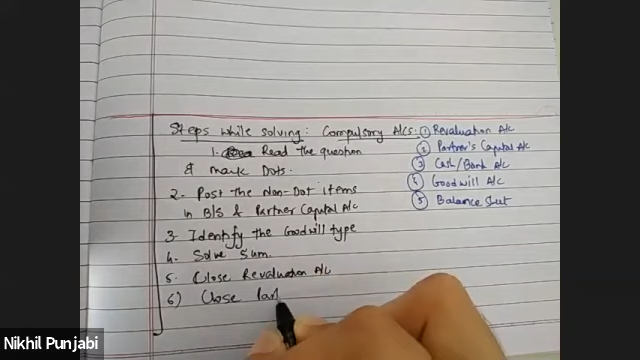 Steps while solving: Compulsory A/cs: ① Revaluation A/c
1. Read the question ② Partner's Capital A/c
& mark Dots. ③ Cash/Bank A/c
2. Post the Non-Dot items ④ Goodwill A/c
in B/S & Partner Capital A/c ⑤ Balance Sheet
3. Identify the Goodwill type
4. Solve Sum.
5. Close Revaluation A/c
6) Close Part
Nikhil Punjabi